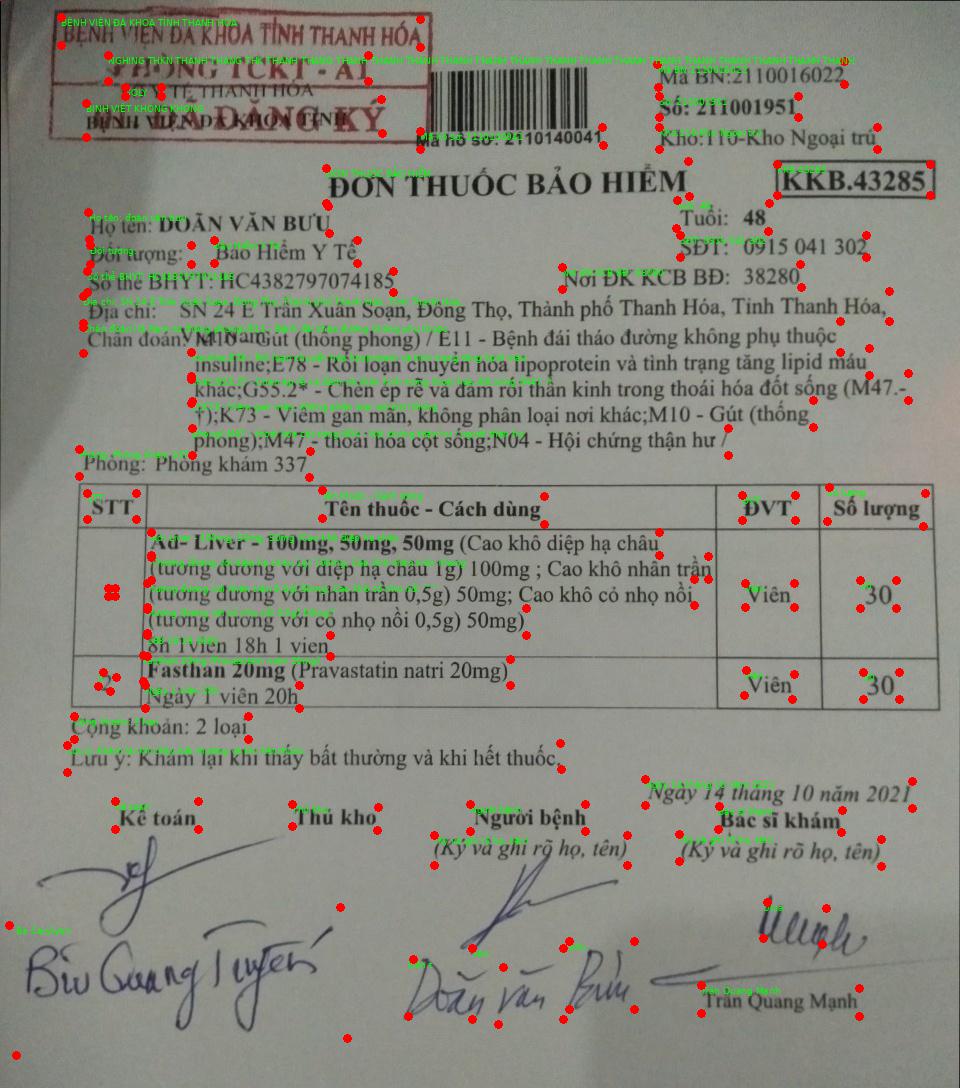 BỆNH VIỆN ĐA KHOA TỈNH THANH HÓA
PHÒNG TCKT - A1
Y TẾ THANH HÓA
BỆNH VIỆN ĐA KHOA TỈNH
ĐÃ ĐĂNG KÝ
Mã hồ sơ: 2110140041
Mã BN:2110016022
Số: 211001951
Kho:110-Kho Ngoại trú
ĐƠN THUỐC BẢO HIỂM
KKB.43285
Họ tên: DOÃN VĂN BƯU
Tuổi: 48
Đối tượng: Bảo Hiểm Y Tế
SĐT: 0915 041 302
Số thẻ BHYT: HC4382797074185
Nơi ĐK KCB BĐ: 38280
Địa chỉ: SN 24 E Trần Xuân Soạn, Đông Thọ, Thành phố Thanh Hóa, Tỉnh Thanh Hóa,
Chẩn đoán: M10 - Gút (thống phong) / E11 - Bệnh đái tháo đường không phụ thuộc
insuline;E78 - Rối loạn chuyển hóa lipoprotein và tình trạng tăng lipid máu
khác;G55.2* - Chèn ép rễ và đám rối thần kinh trong thoái hóa đốt sống (M47.-
†);K73 - Viêm gan mãn, không phân loại nơi khác;M10 - Gút (thống
phong);M47 - thoái hóa cột sống;N04 - Hội chứng thận hư /
Phòng: Phòng khám 337
STT Tên thuốc - Cách dùng ĐVT Số lượng
Ad- Liver - 100mg, 50mg, 50mg (Cao khô diệp hạ châu
(tương đương với diệp hạ châu 1g) 100mg ; Cao khô nhân trần
(tương đương với nhân trần 0,5g) 50mg; Cao khô cỏ nhọ nồi
(tương đương với cỏ nhọ nồi 0,5g) 50mg)
8h 1vien 18h 1 vien
Viên 30
2 Fasthan 20mg (Pravastatin natri 20mg)
Ngày 1 viên 20h
Viên 30
Cộng khoản: 2 loại
Lưu ý: Khám lại khi thấy bất thường và khi hết thuốc.
Ngày 14 tháng 10 năm 2021
Kế toán Thủ kho Người bệnh Bác sĩ khám
(Ký và ghi rõ họ, tên) (Ký và ghi rõ họ, tên)
Bùi Quang Tuyến
Doãn Văn Bưu
Trần Quang Mạnh